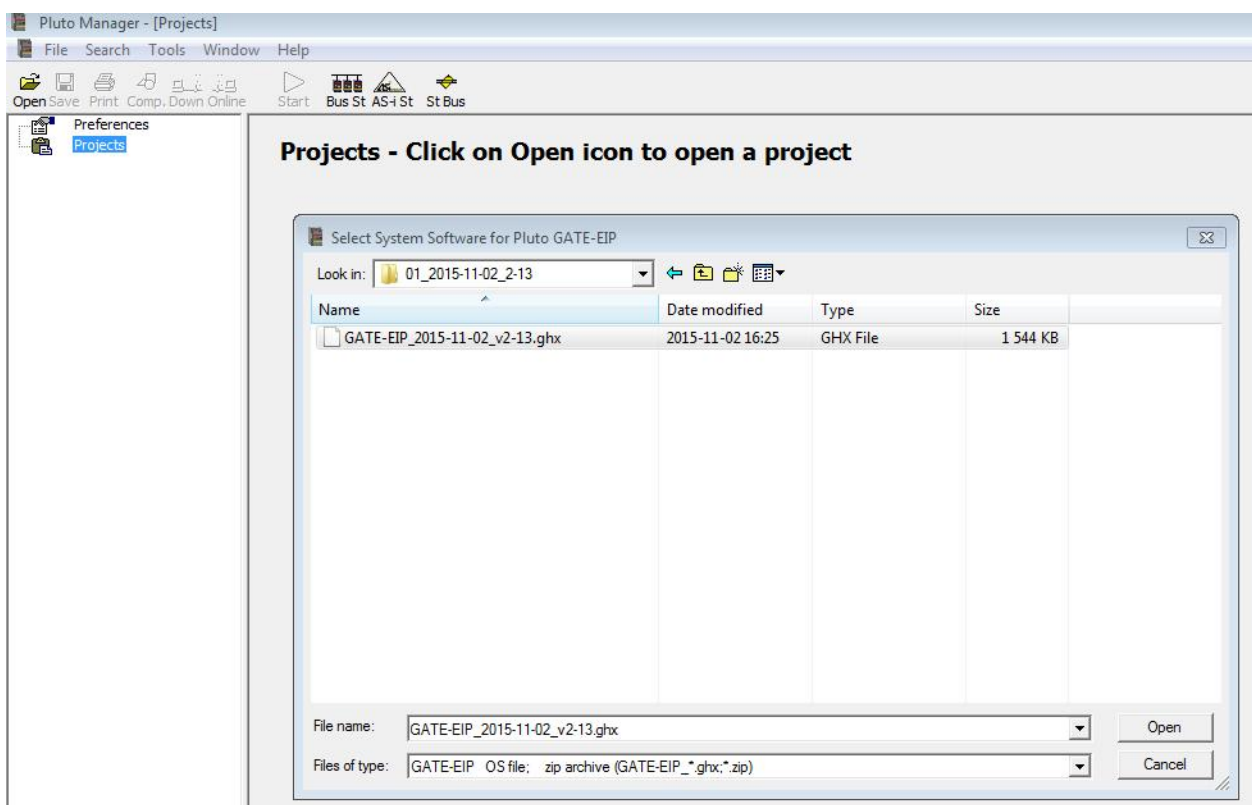 Pluto Manager - [Projects]
File Search Tools Window Help
Open Save Print Comp. Down Online Start Bus St AS-i St St Bus
Preferences
Projects
Projects - Click on Open icon to open a project
Select System Software for Pluto GATE-EIP
Look in: 01_2015-11-02_2-13
Name Date modified Type Size
GATE-EIP_2015-11-02_v2-13.ghx 2015-11-02 16:25 GHX File 1 544 KB
File name: GATE-EIP_2015-11-02_v2-13.ghx Open
Files of type: GATE-EIP OS file; zip archive (GATE-EIP_*.ghx;*.zip) Cancel